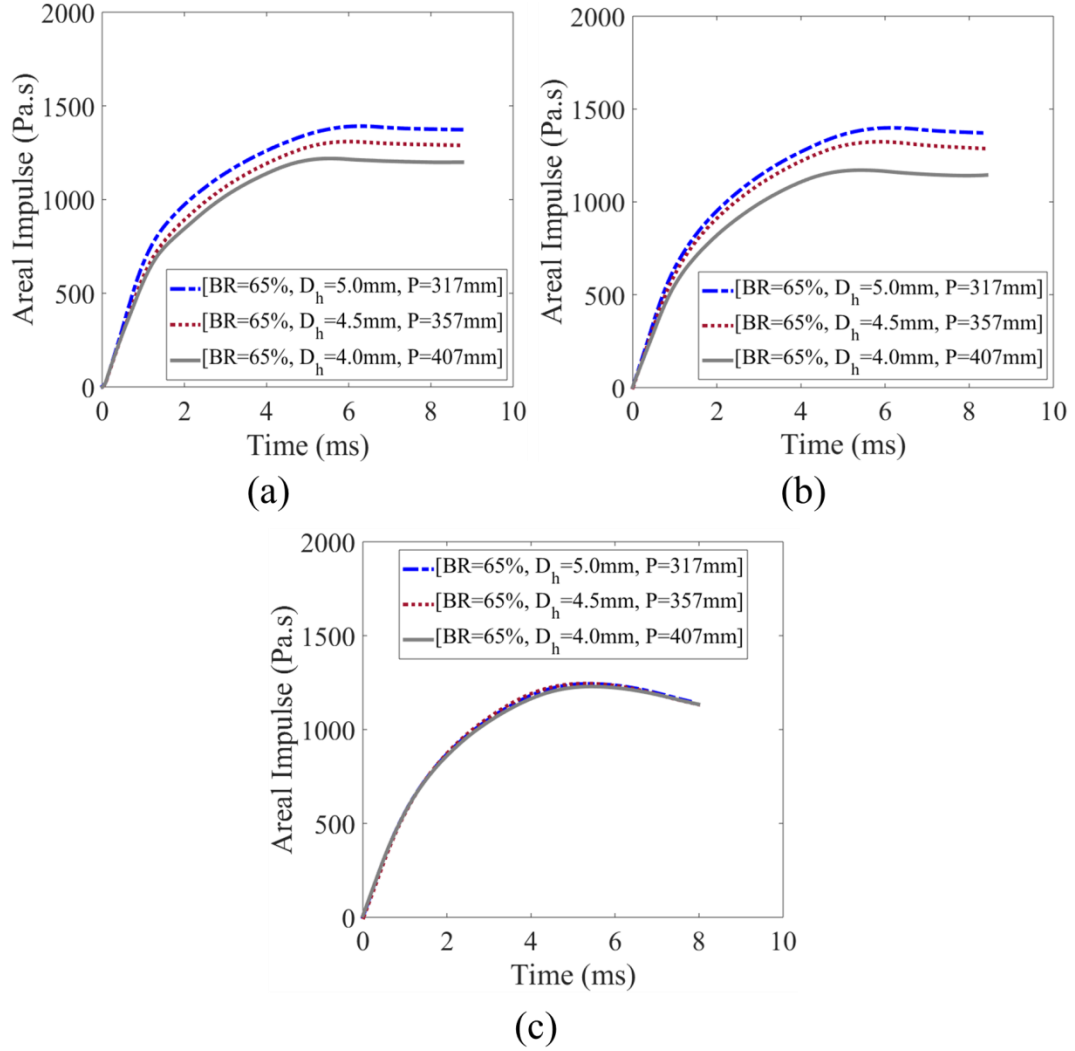 2000
1500
1000
500
0
Areal Impulse (Pa.s)
[BR=65%, Dh=5.0mm, P=317mm]
[BR=65%, Dh=4.5mm, P=357mm]
[BR=65%, Dh=4.0mm, P=407mm]
0 2 4 6 8 10
Time (ms)
(a)
2000
1500
1000
500
0
Areal Impulse (Pa.s)
[BR=65%, Dh=5.0mm, P=317mm]
[BR=65%, Dh=4.5mm, P=357mm]
[BR=65%, Dh=4.0mm, P=407mm]
0 2 4 6 8 10
Time (ms)
(b)
2000
1500
1000
500
0
Areal Impulse (Pa.s)
[BR=65%, Dh=5.0mm, P=317mm]
[BR=65%, Dh=4.5mm, P=357mm]
[BR=65%, Dh=4.0mm, P=407mm]
0 2 4 6 8 10
Time (ms)
(c)